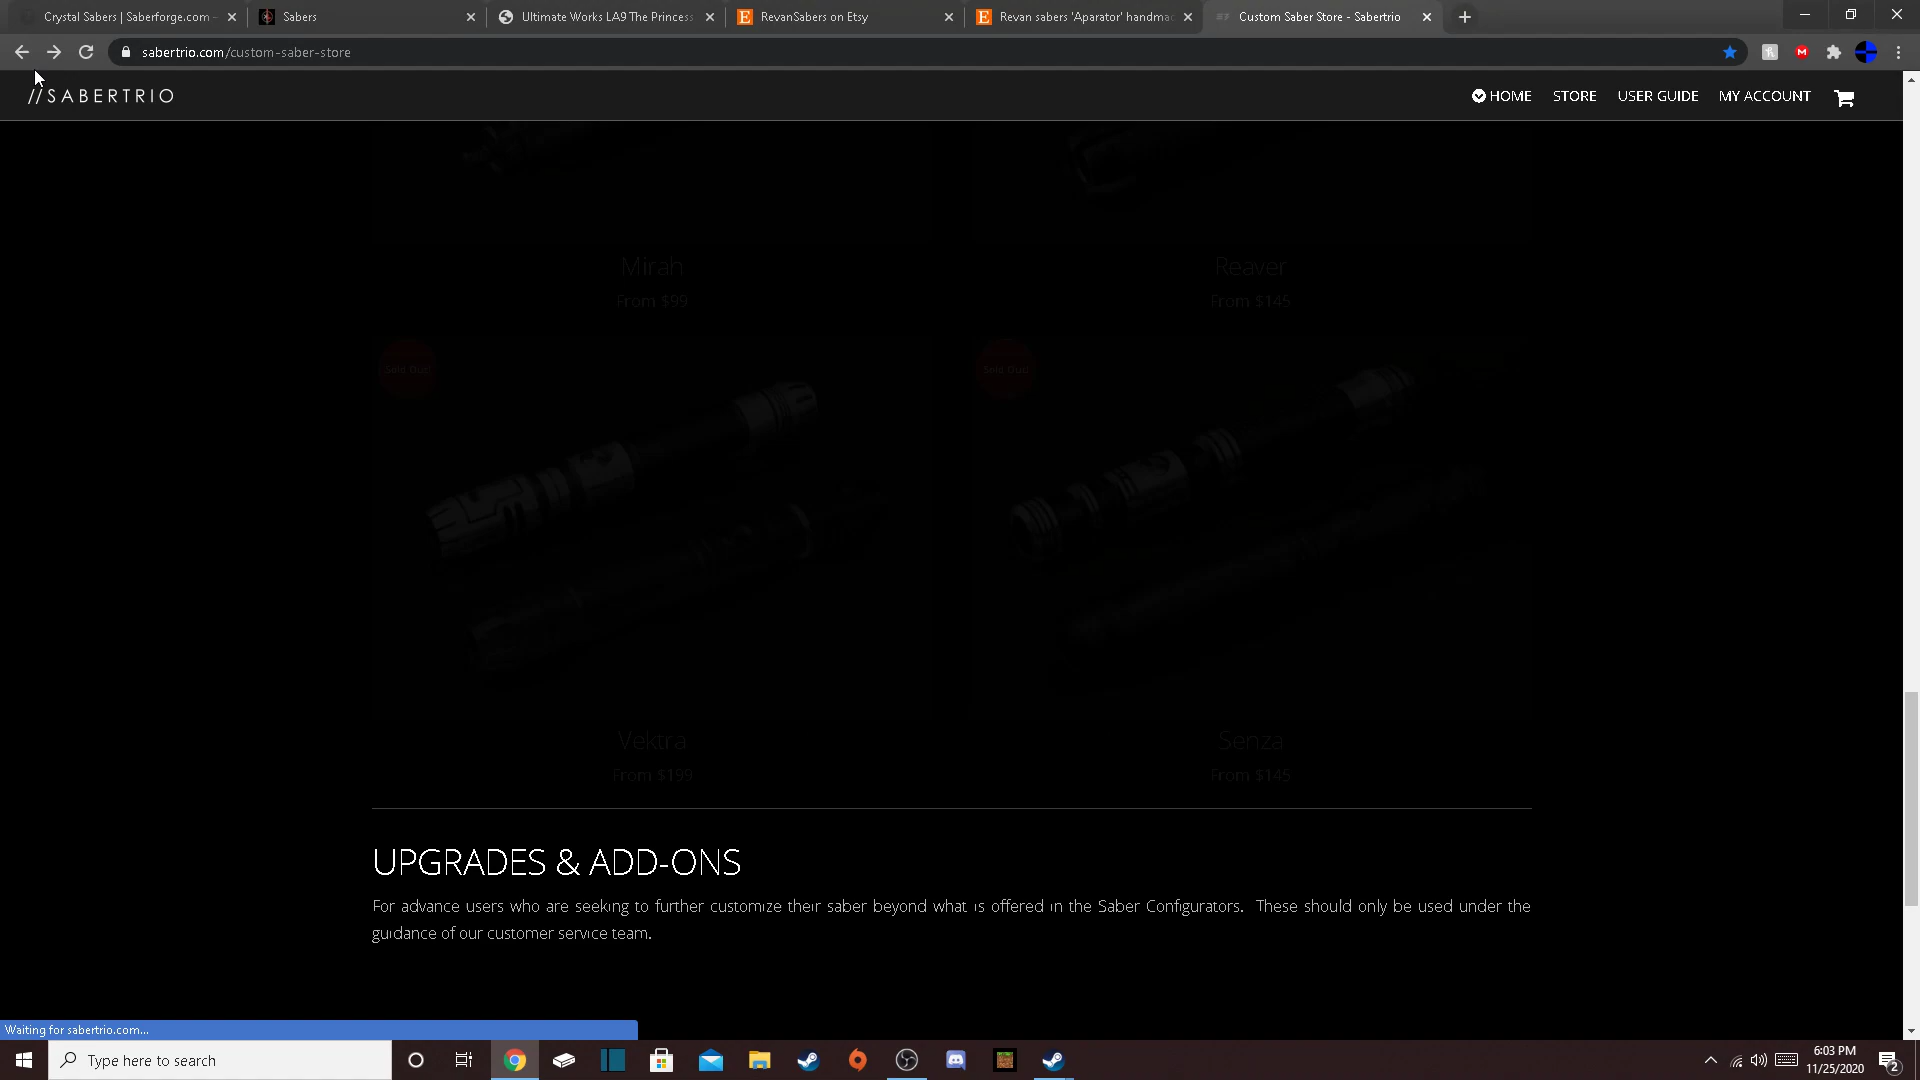 Crystal Sabers | Saberforge.com -
Sabers
Ultimate Works LA9 The Princess
RevanSabers on Etsy
Revan sabers 'Aparator' handmad
Custom Saber Store - Sabertrio
sabertrio.com/custom-saber-store
//SABERTRIO
HOME
STORE
USER GUIDE
MY ACCOUNT
Mirah
From $99
Reaver
From $145
Sold Out!
Sold Out!
Vektra
From $199
Senza
From $145
UPGRADES & ADD-ONS
For advance users who are seeking to further customize their saber beyond what is offered in the Saber Configurators. These should only be used under the
guidance of our customer service team.
Waiting for sabertrio.com...
Type here to search
6:03 PM
11/25/2020
2